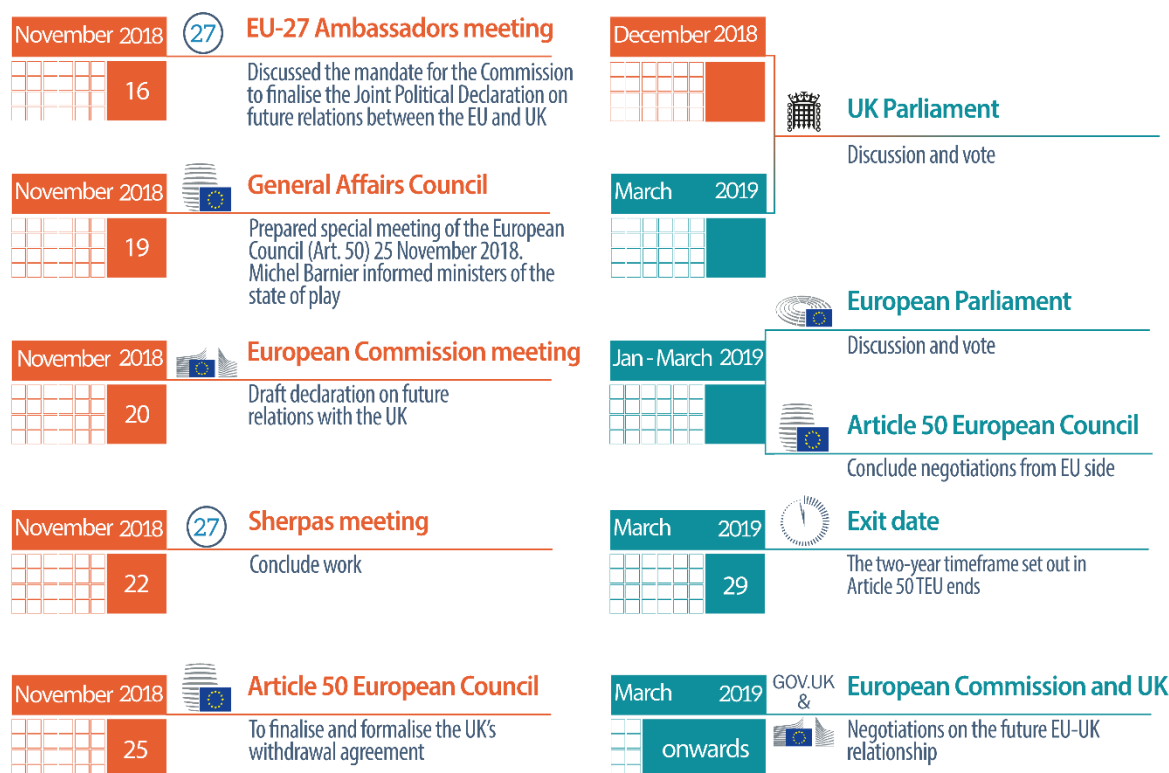 November 2018
27
EU-27 Ambassadors meeting
16
Discussed the mandate for the Commission
to finalise the Joint Political Declaration on
future relations between the EU and UK
November 2018
General Affairs Council
19
Prepared special meeting of the European
Council (Art. 50) 25 November 2018.
Michel Barnier informed ministers of the
state of play
November 2018
European Commission meeting
20
Draft declaration on future
relations with the UK
November 2018
27
Sherpas meeting
22
Conclude work
November 2018
Article 50 European Council
25
To finalise and formalise the UK's
withdrawal agreement
December 2018
UK Parliament
Discussion and vote
March 2019
European Parliament
Discussion and vote
Jan - March 2019
Article 50 European Council
Conclude negotiations from EU side
March 2019
Exit date
29
The two-year timeframe set out in
Article 50 TEU ends
March 2019
GOV.UK
&
European Commission and UK
onwards
Negotiations on the future EU-UK
relationship